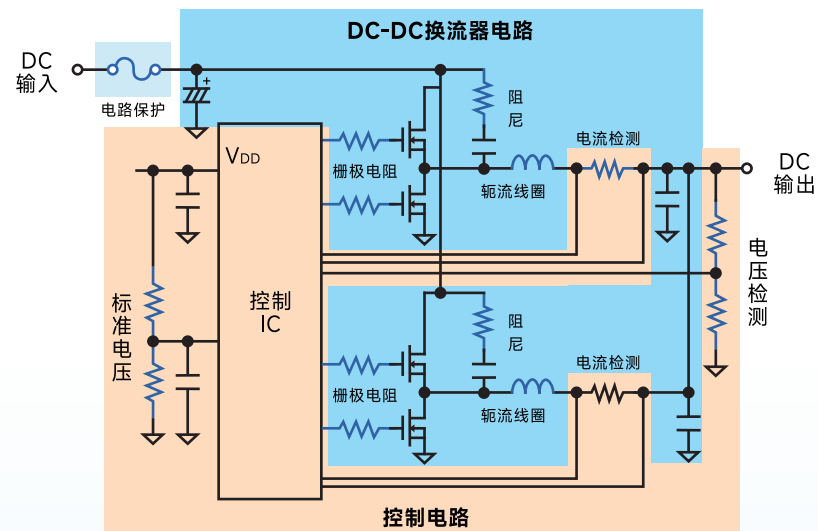 DC-DC换流器电路
DC
输入
+
电路保护
阻
尼
电流检测
DC
输出
VDD
栅极电阻
轭流线圈
电
压
检
测
标
准
电
压
控制
IC
阻
尼
电流检测
栅极电阻
轭流线圈
控制电路